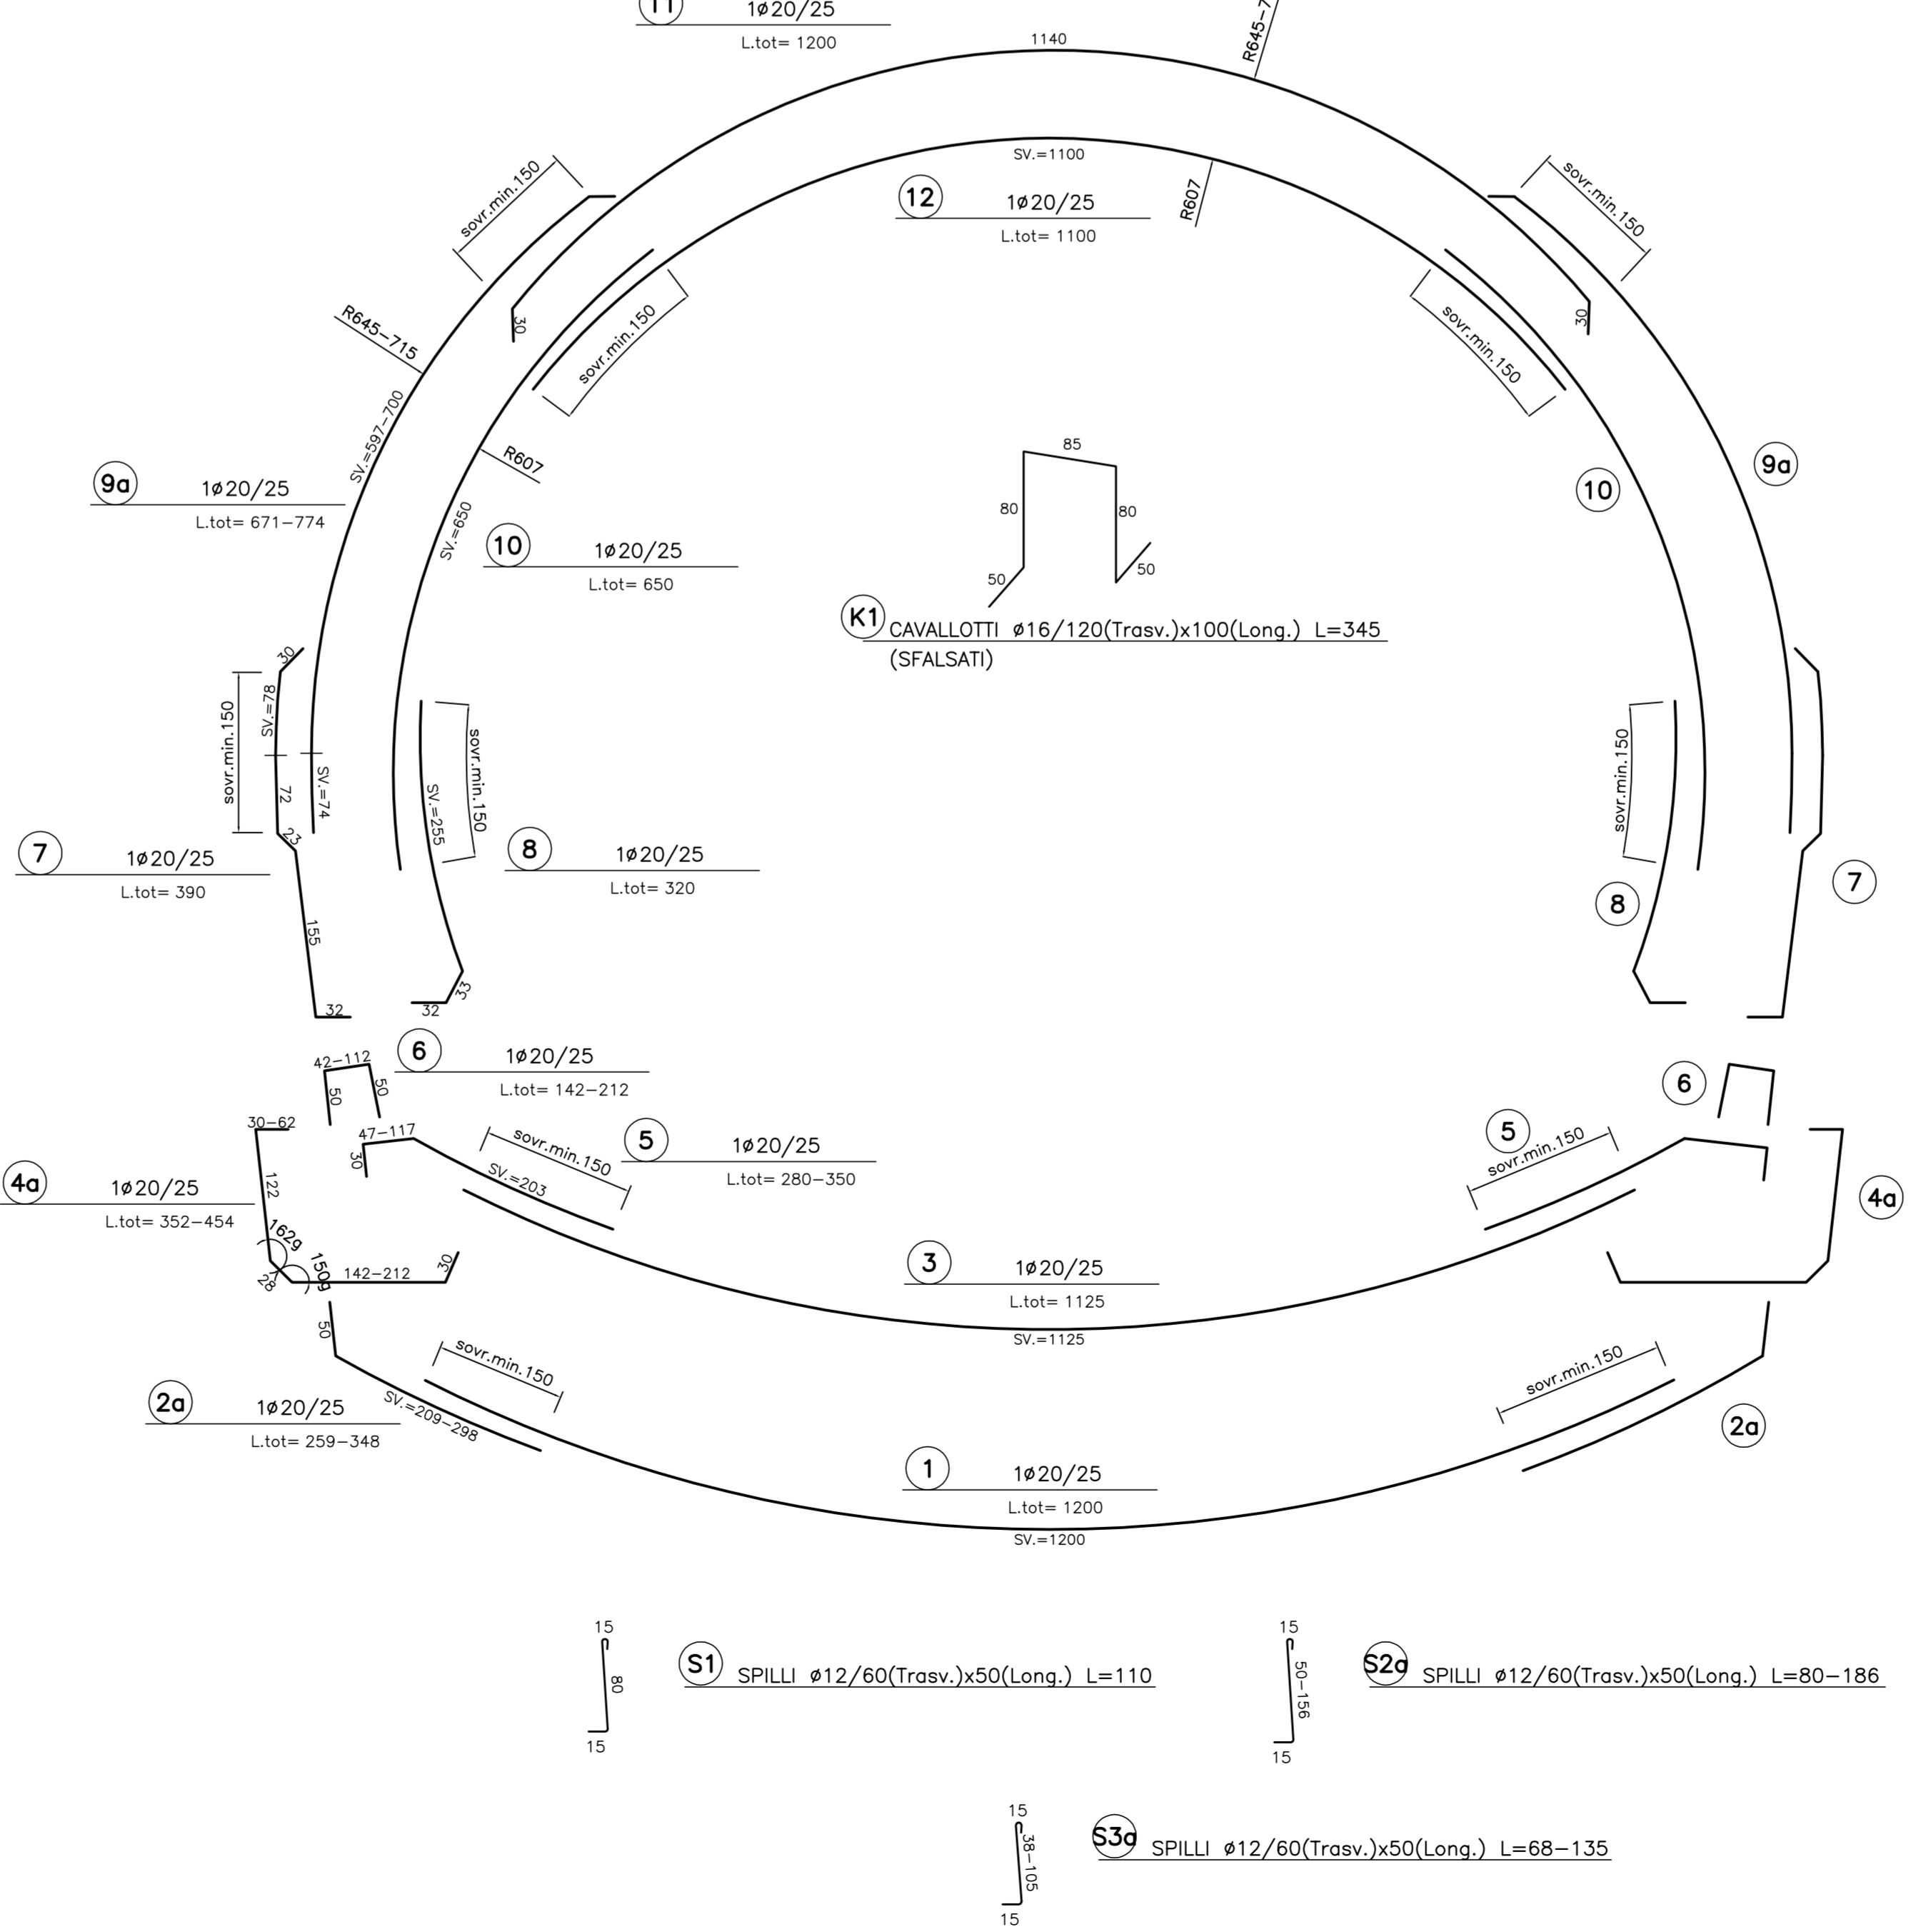 11 1ø20/25
L.tot= 1200
1140
SV.=1100
12 1ø20/25
L.tot= 1100
R607
sovr.min.150
sovr.min.150
30
30
sovr.min.150
sovr.min.150
R645-715
SV.=597-700
R607
SV.=650
9a 1ø20/25
L.tot= 671-774
10 1ø20/25
L.tot= 650
85
80
80
50
50
K1 CAVALLOTTI ø16/120(Trasv.)x100(Long.) L=345
(SFALSATI)
10
9a
30
SV.=78
sovr.min.150
72
SV.=74
23
sovr.min.150
SV.=255
sovr.min.150
7 1ø20/25
L.tot= 390
8 1ø20/25
L.tot= 320
8
7
155
32
32
33
42-112
50
50
6 1ø20/25
L.tot= 142-212
6
30-62
47-117
30
sovr.min.150
SV.=203
5 1ø20/25
L.tot= 280-350
5
sovr.min.150
4a 1ø20/25
L.tot= 352-454
122
162g
150g
28
142-212
30
4a
3 1ø20/25
L.tot= 1125
SV.=1125
50
sovr.min.150
sovr.min.150
2a 1ø20/25
L.tot= 259-348
SV.=209-298
2a
1 1ø20/25
L.tot= 1200
SV.=1200
15
80
15
S1 SPILLI ø12/60(Trasv.)x50(Long.) L=110
15
50-156
15
S2a SPILLI ø12/60(Trasv.)x50(Long.) L=80-186
15
38-105
15
S3a SPILLI ø12/60(Trasv.)x50(Long.) L=68-135